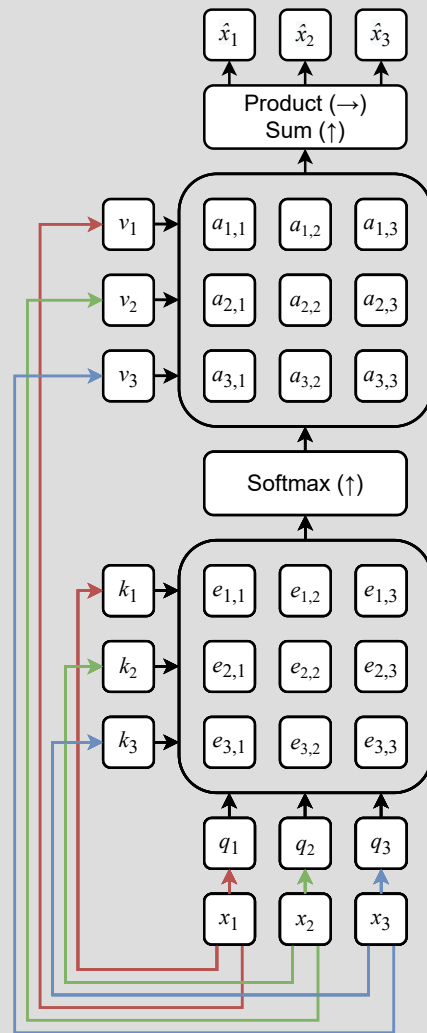 x̂1 x̂2 x̂3
Product (→)
Sum (↑)
v1 a1,1 a1,2 a1,3
v2 a2,1 a2,2 a2,3
v3 a3,1 a3,2 a3,3
Softmax (↑)
k1 e1,1 e1,2 e1,3
k2 e2,1 e2,2 e2,3
k3 e3,1 e3,2 e3,3
q1 q2 q3
x1 x2 x3